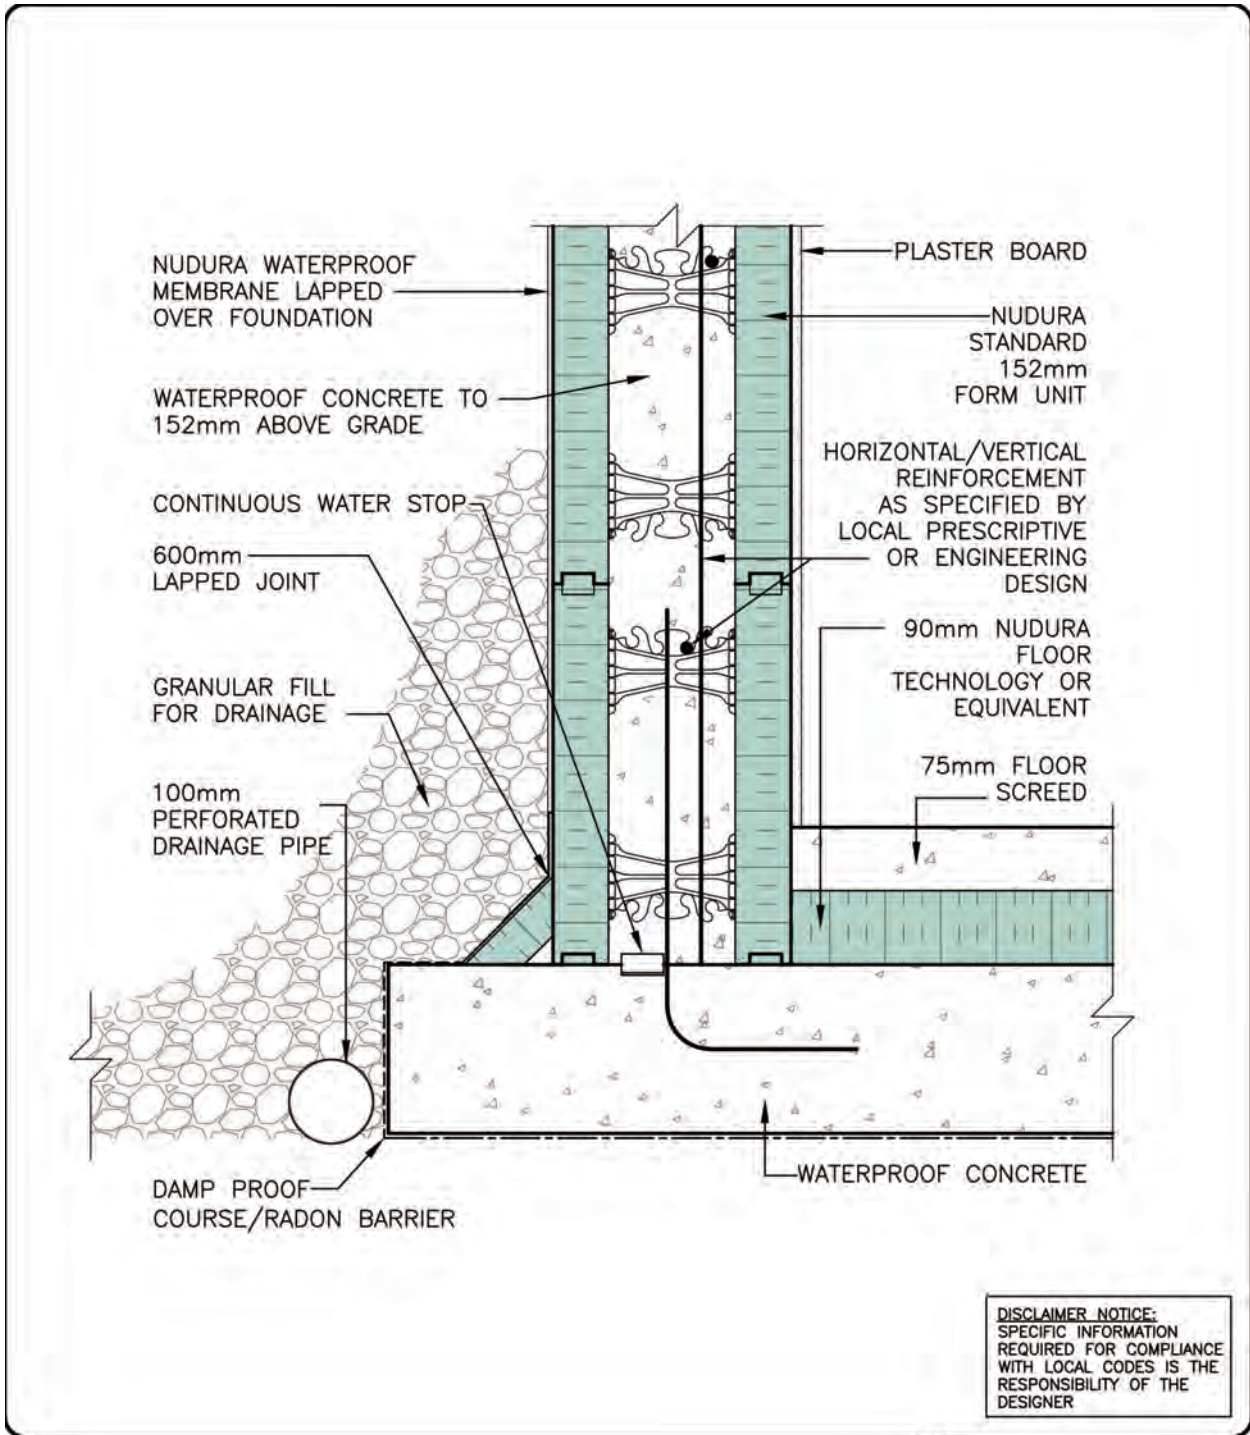 NUDURA WATERPROOF
MEMBRANE LAPPED
OVER FOUNDATION
WATERPROOF CONCRETE TO
152mm ABOVE GRADE
CONTINUOUS WATER STOP
600mm
LAPPED JOINT
GRANULAR FILL
FOR DRAINAGE
100mm
PERFORATED
DRAINAGE PIPE
DAMP PROOF
COURSE/RADON BARRIER
PLASTER BOARD
NUDURA
STANDARD
152mm
FORM UNIT
HORIZONTAL/VERTICAL
REINFORCEMENT
AS SPECIFIED BY
LOCAL PRESCRIPTIVE
OR ENGINEERING
DESIGN
90mm NUDURA
FLOOR
TECHNOLOGY OR
EQUIVALENT
75mm FLOOR
SCREED
WATERPROOF CONCRETE
DISCLAIMER NOTICE:
SPECIFIC INFORMATION
REQUIRED FOR COMPLIANCE
WITH LOCAL CODES IS THE
RESPONSIBILITY OF THE
DESIGNER